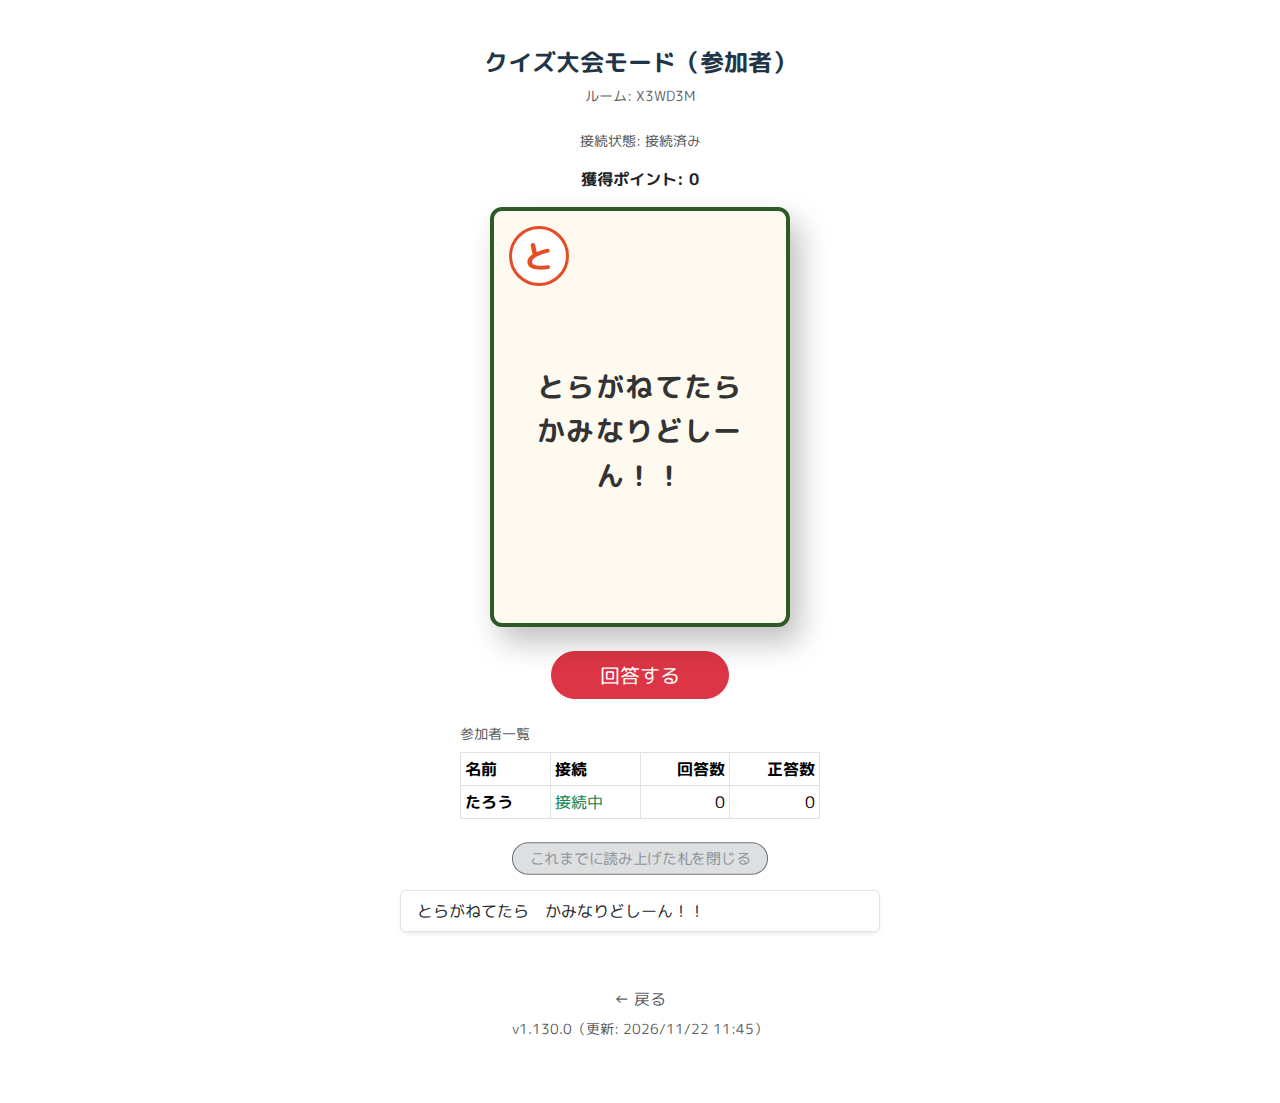 クイズ大会モード（参加者）
ルーム: X3WD3M
接続状態: 接続済み
獲得ポイント: 0
と
とらがねてたら
かみなりどしー
ん！！
回答する
参加者一覧
名前 接続 回答数 正答数
たろう 接続中 0 0
これまでに読み上げた札を閉じる
とらがねてたら　かみなりどしーん！！
← 戻る
v1.130.0（更新: 2026/11/22 11:45）